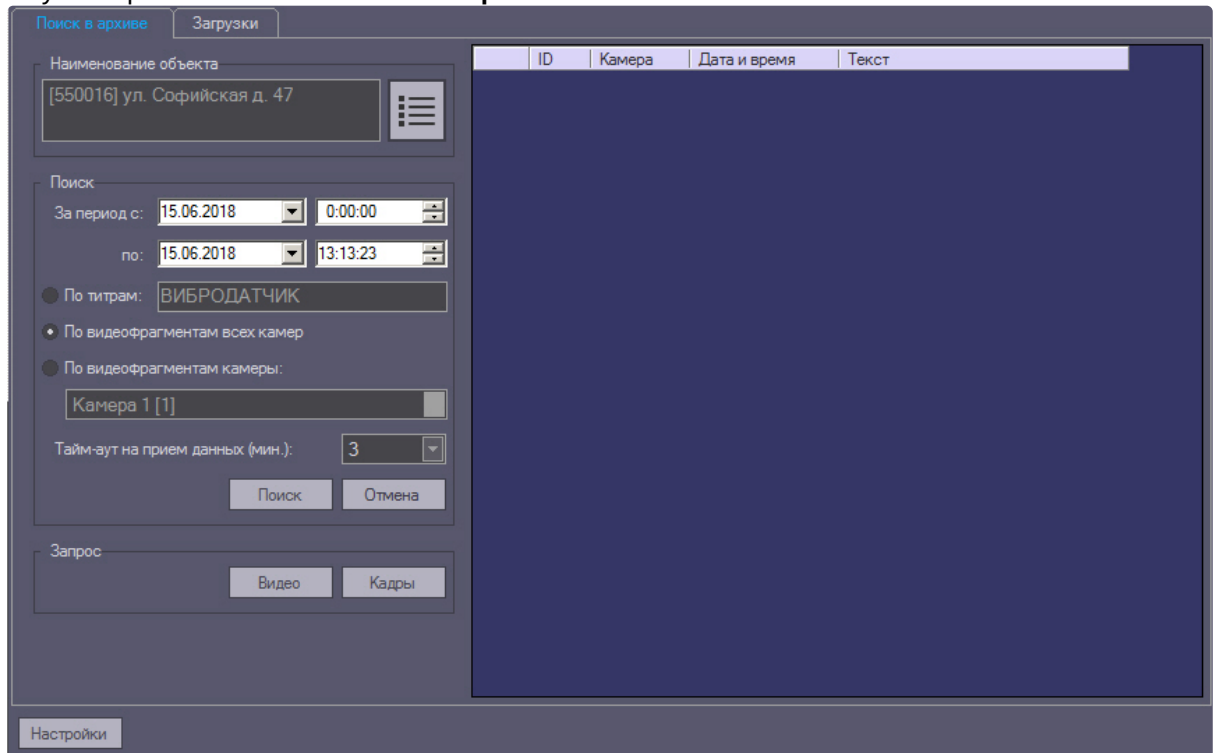 Поиск в архиве Загрузки
Наименование объекта
[550016] ул. Софийская д. 47
Поиск
За период с: 15.06.2018 0:00:00
по: 15.06.2018 13:13:23
По титрам: ВИБРОДАТЧИК
По видеофрагментам всех камер
По видеофрагментам камеры:
Камера 1 [1]
Тайм-аут на прием данных (мин.): 3
Поиск Отмена
Запрос
Видео Кадры
ID Камера Дата и время Текст
Настройки